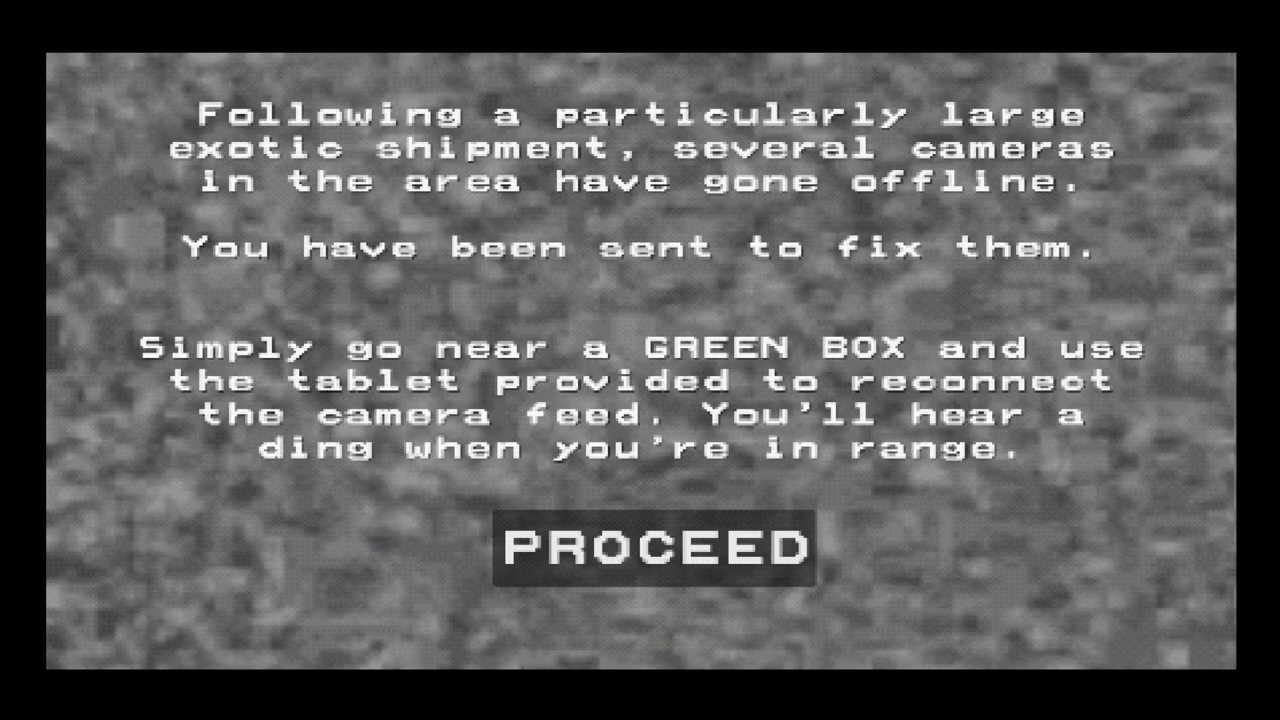 Following a particularly large
exotic shipment, several cameras
in the area have gone offline.
You have been sent to fix them.
Simply go near a GREEN BOX and use
the tablet provided to reconnect
the camera feed. You'll hear a
ding when you're in range.
PROCEED